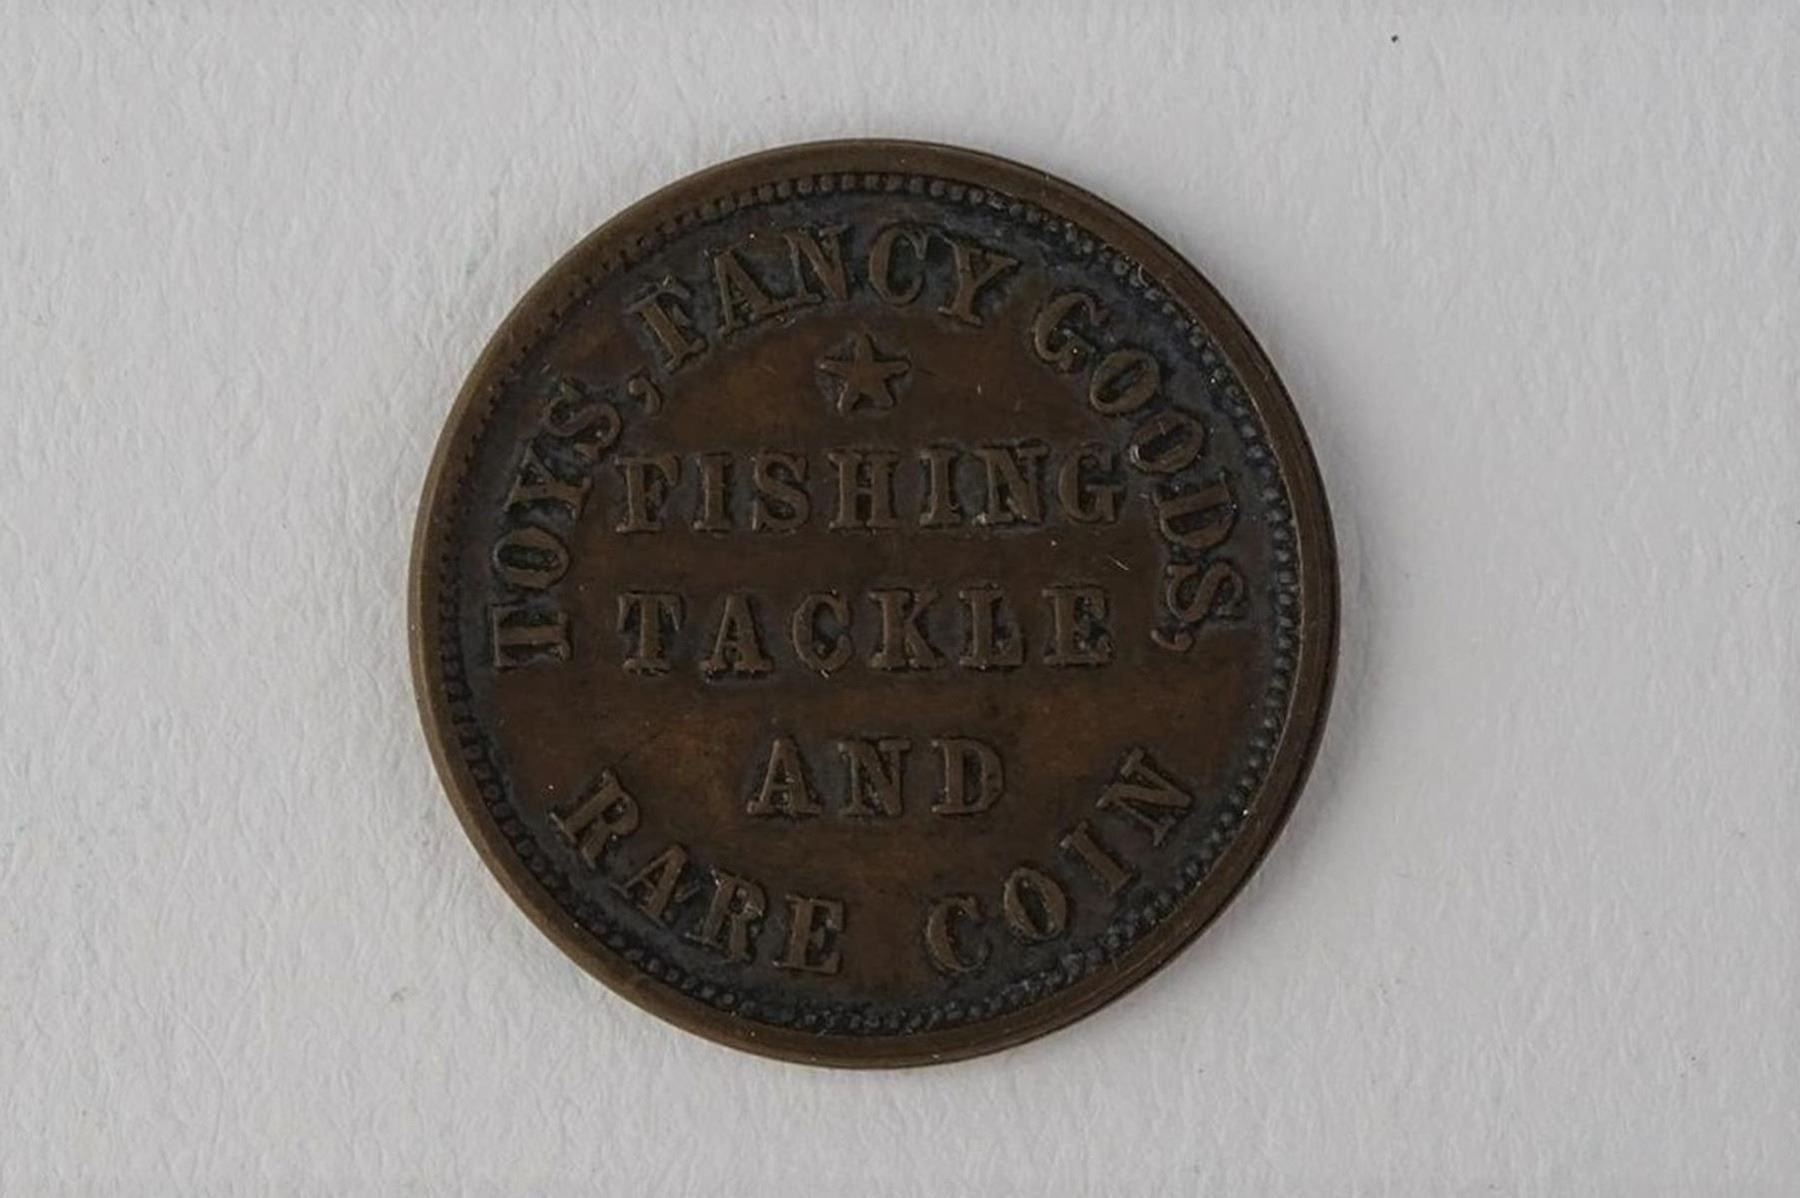 TOYS, FANCY GOODS,
FISHING
TACKLE
AND
RARE COIN